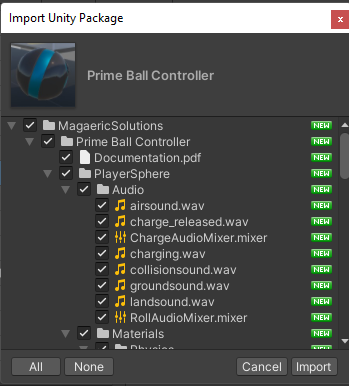 Import Unity Package
x
Prime Ball Controller
MagaericSolutions NEW
Prime Ball Controller NEW
Documentation.pdf NEW
PlayerSphere NEW
Audio NEW
airsound.wav NEW
charge_released.wav NEW
ChargeAudioMixer.mixer NEW
charging.wav NEW
collisionsound.wav NEW
groundsound.wav NEW
landsound.wav NEW
RollAudioMixer.mixer NEW
Materials NEW
Physics
All None Cancel Import